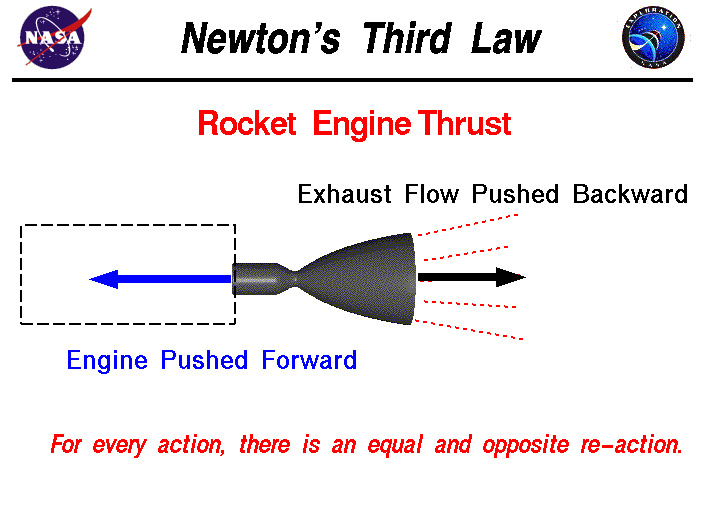 NASA
Newton's Third Law
EXPLORATION
NASA
Rocket Engine Thrust
Exhaust Flow Pushed Backward
Engine Pushed Forward
For every action, there is an equal and opposite re-action.